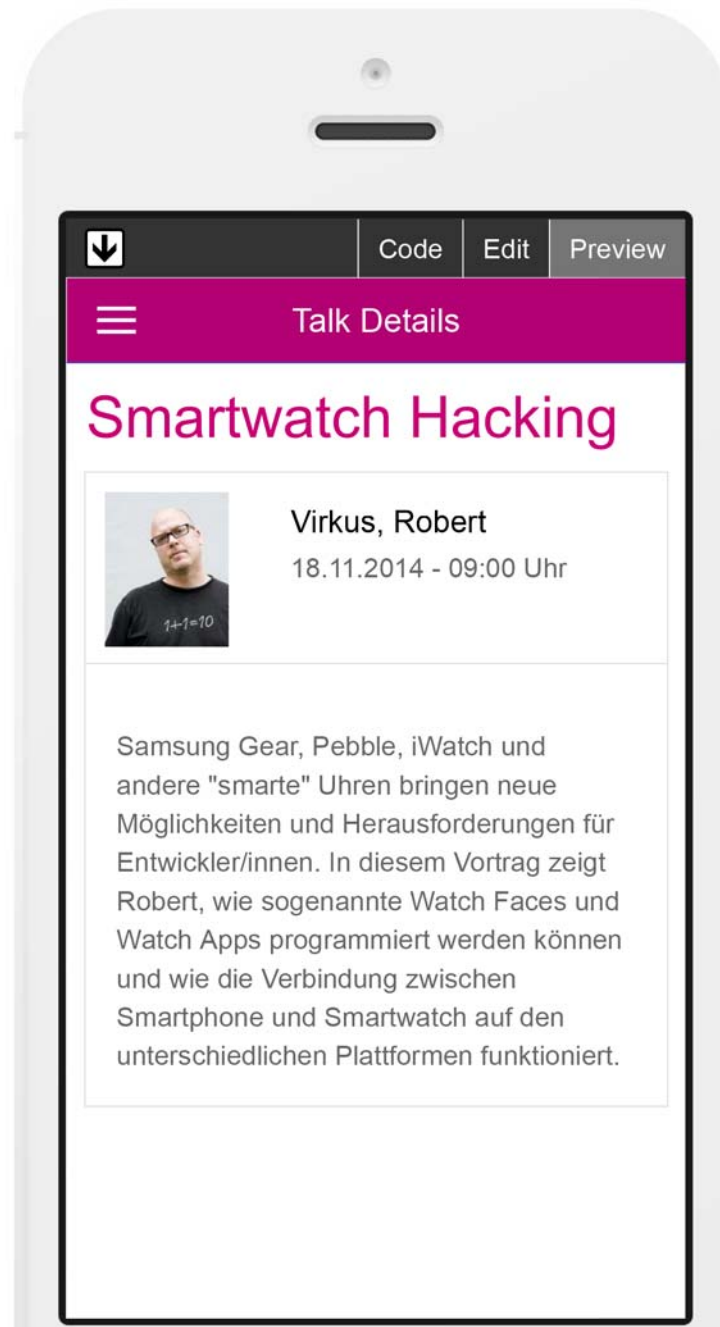 Code Edit Preview
Talk Details
Smartwatch Hacking
Virkus, Robert
18.11.2014 - 09:00 Uhr
1+1=10
Samsung Gear, Pebble, iWatch und
andere "smarte" Uhren bringen neue
Möglichkeiten und Herausforderungen für
Entwickler/innen. In diesem Vortrag zeigt
Robert, wie sogenannte Watch Faces und
Watch Apps programmiert werden können
und wie die Verbindung zwischen
Smartphone und Smartwatch auf den
unterschiedlichen Plattformen funktioniert.